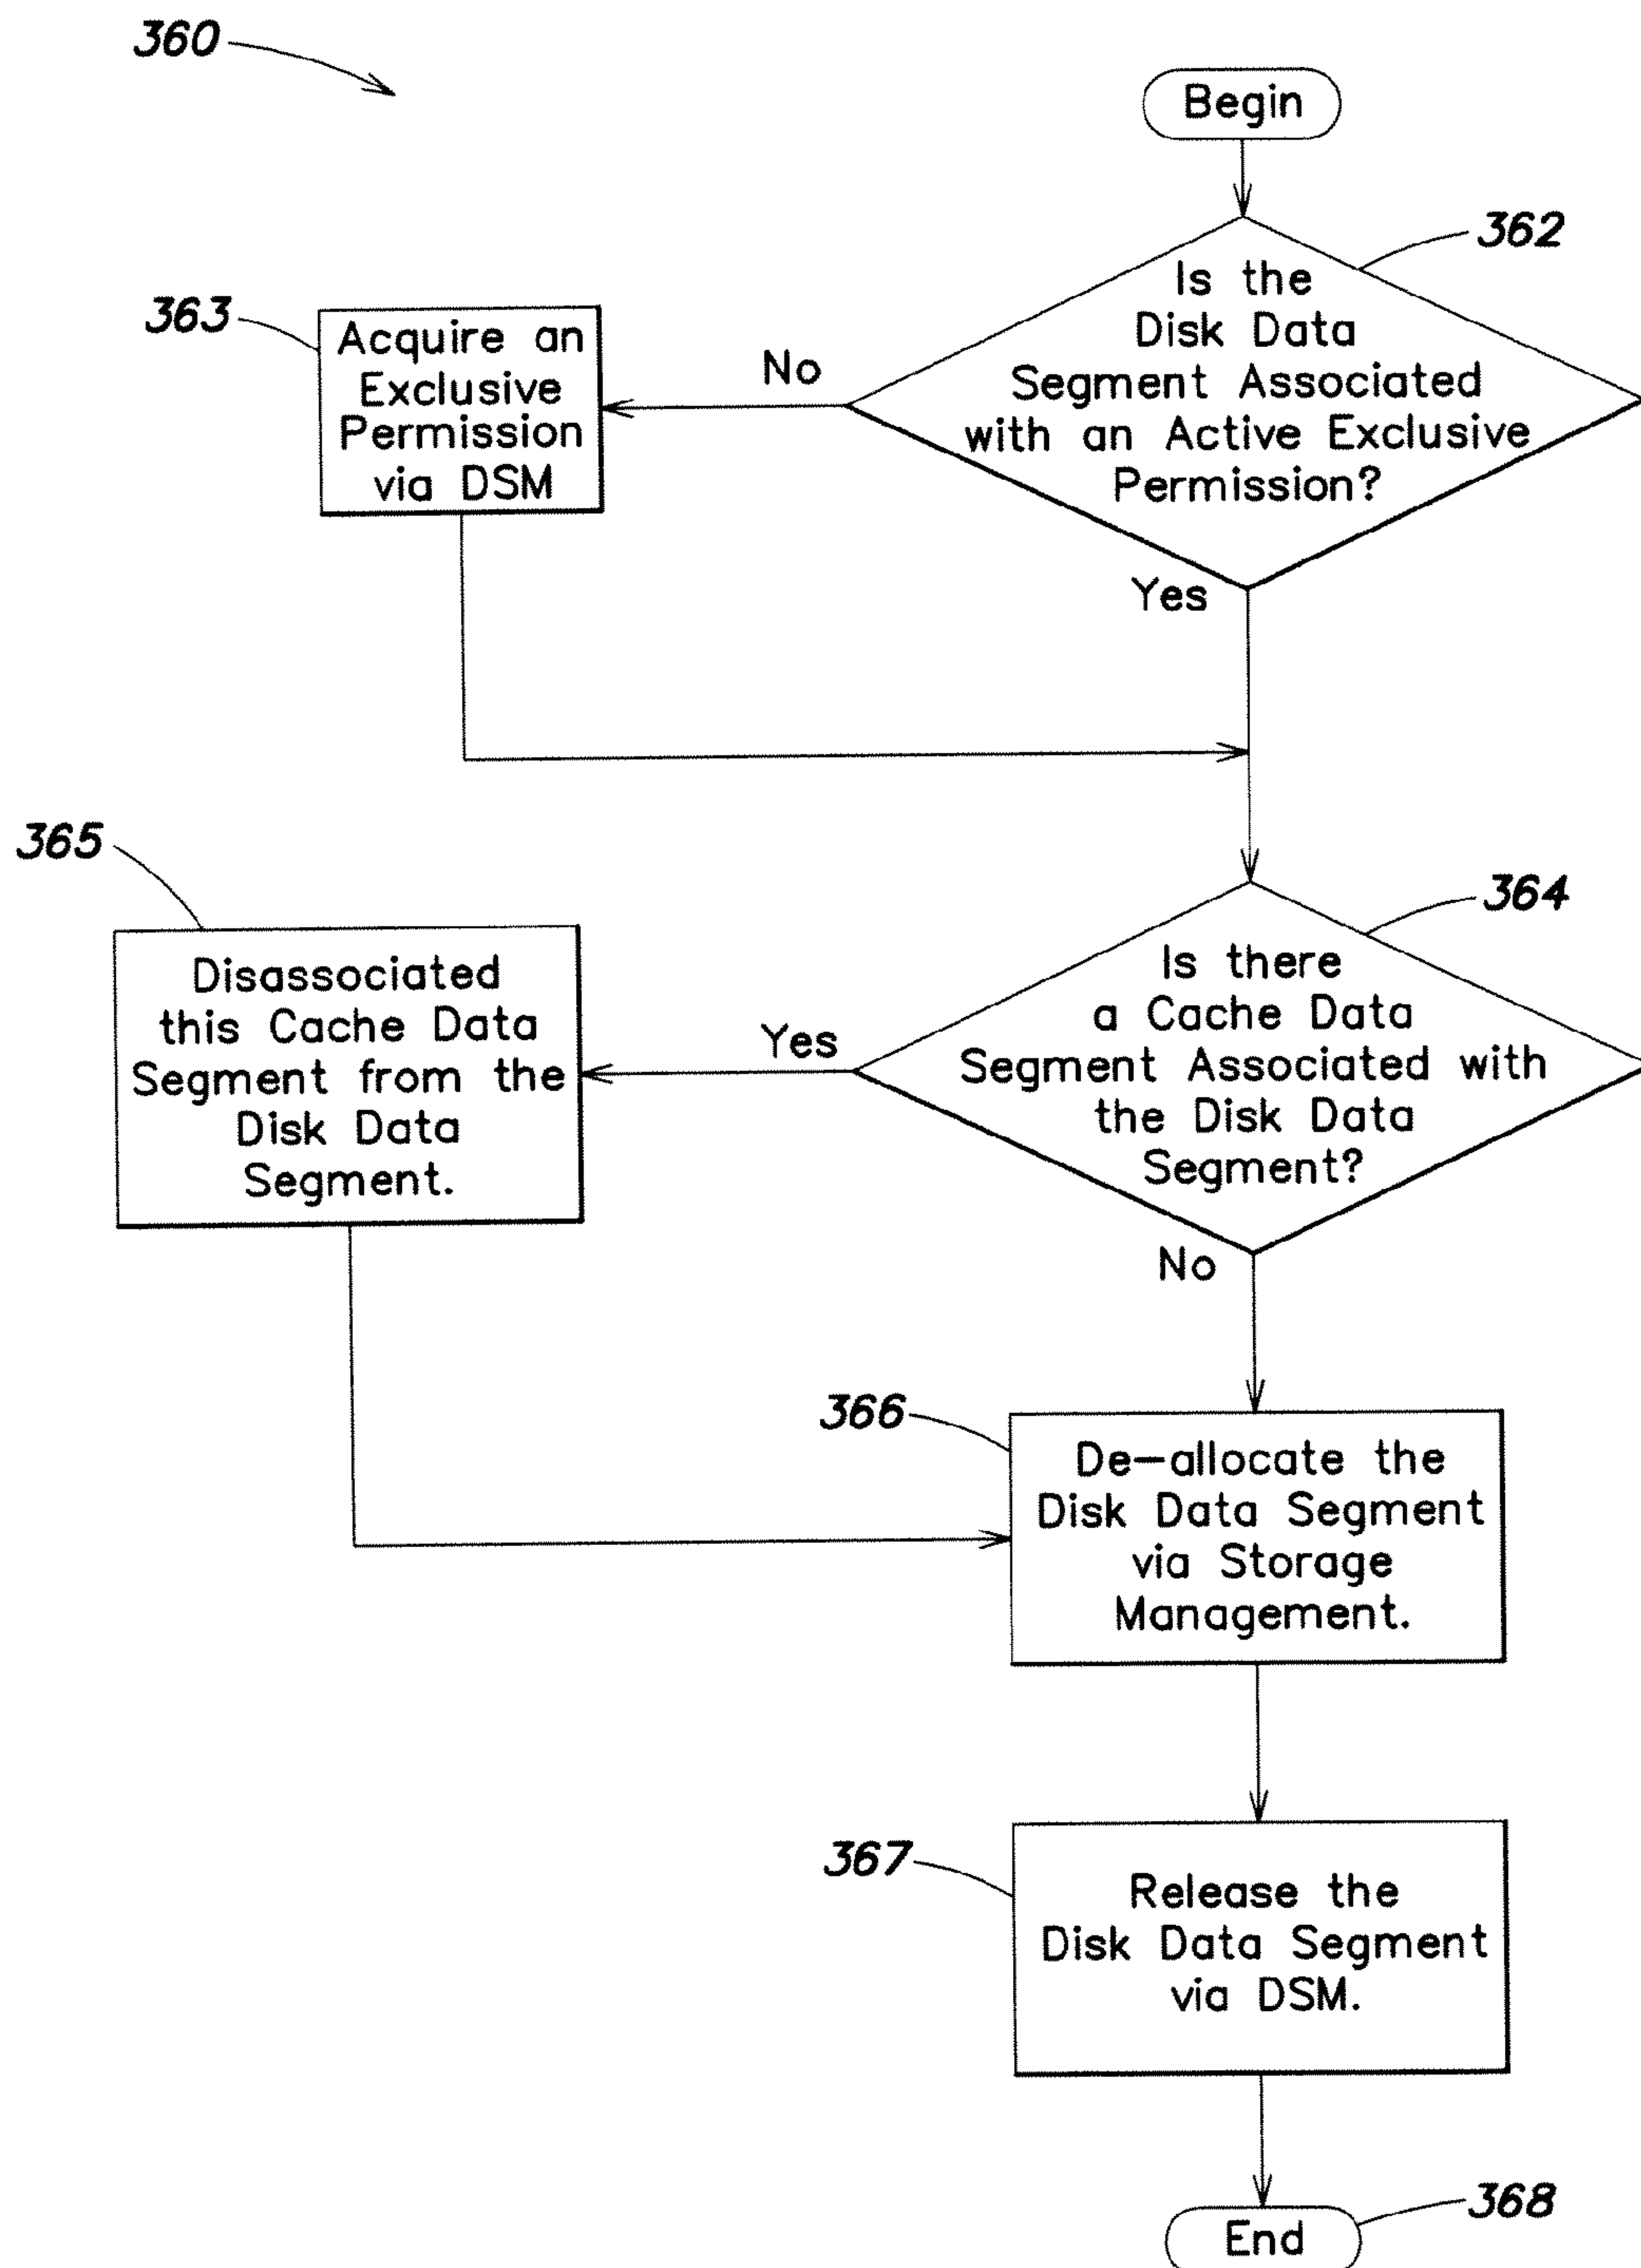 360
Begin
362
Is the
Disk Data
Segment Associated
with an Active Exclusive
Permission?
No
Yes
363
Acquire an
Exclusive
Permission
via DSM
364
Is there
a Cache Data
Segment Associated with
the Disk Data
Segment?
Yes
No
365
Disassociated
this Cache Data
Segment from the
Disk Data
Segment.
366
De-allocate the
Disk Data Segment
via Storage
Management.
367
Release the
Disk Data Segment
via DSM.
368
End